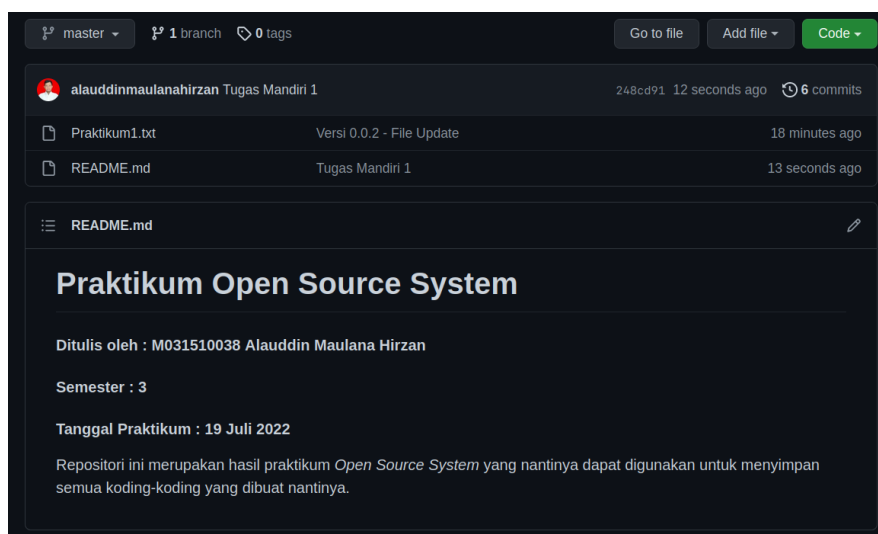 master 1 branch 0 tags Go to file Add file Code
alauddinmaulanahirzan Tugas Mandiri 1 248cd91 12 seconds ago 6 commits
Praktikum1.txt Versi 0.0.2 - File Update 18 minutes ago
README.md Tugas Mandiri 1 13 seconds ago
README.md
Praktikum Open Source System
Ditulis oleh : M031510038 Alauddin Maulana Hirzan
Semester : 3
Tanggal Praktikum : 19 Juli 2022
Repositori ini merupakan hasil praktikum Open Source System yang nantinya dapat digunakan untuk menyimpan
semua koding-koding yang dibuat nantinya.